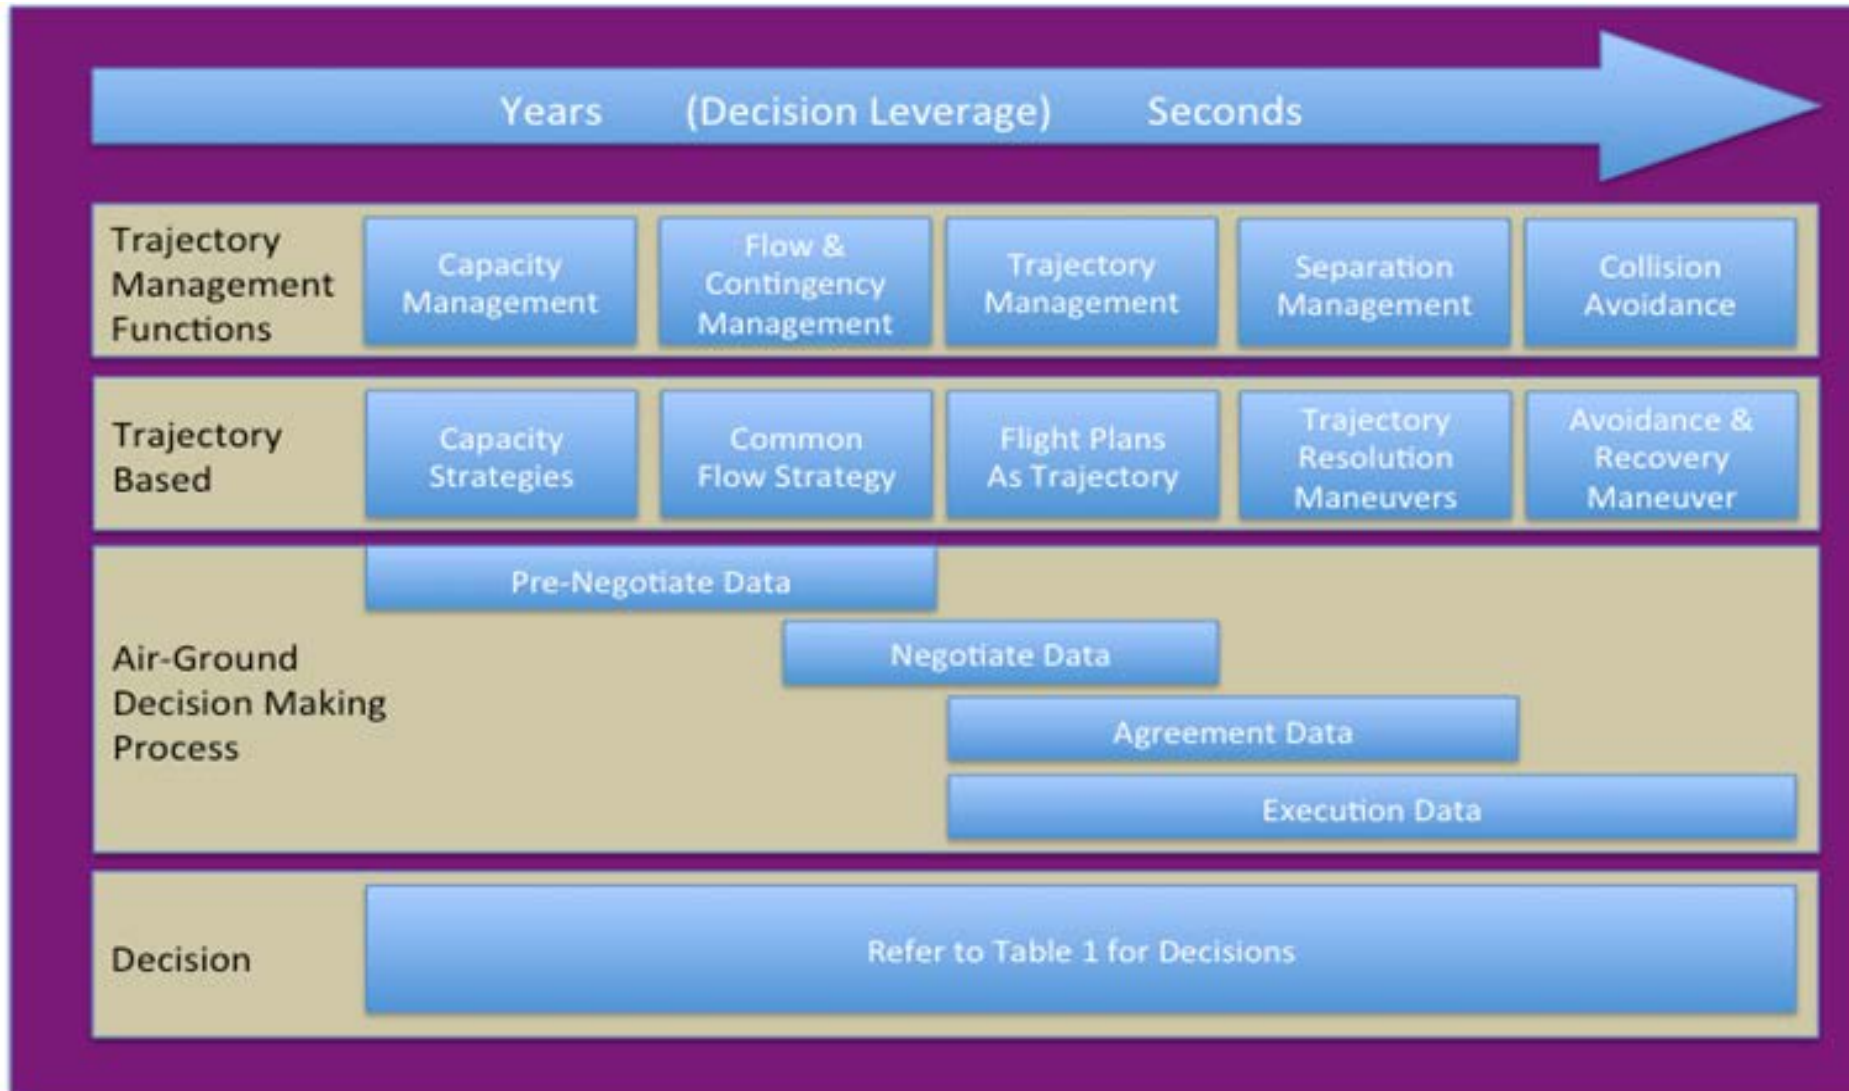 Years (Decision Leverage) Seconds
Trajectory
Management
Functions
Capacity
Management
Flow &
Contingency
Management
Trajectory
Management
Separation
Management
Collision
Avoidance
Trajectory
Based
Capacity
Strategies
Common
Flow Strategy
Flight Plans
As Trajectory
Trajectory
Resolution
Maneuvers
Avoidance &
Recovery
Maneuver
Air-Ground
Decision Making
Process
Pre-Negotiate Data
Negotiate Data
Agreement Data
Execution Data
Decision
Refer to Table 1 for Decisions